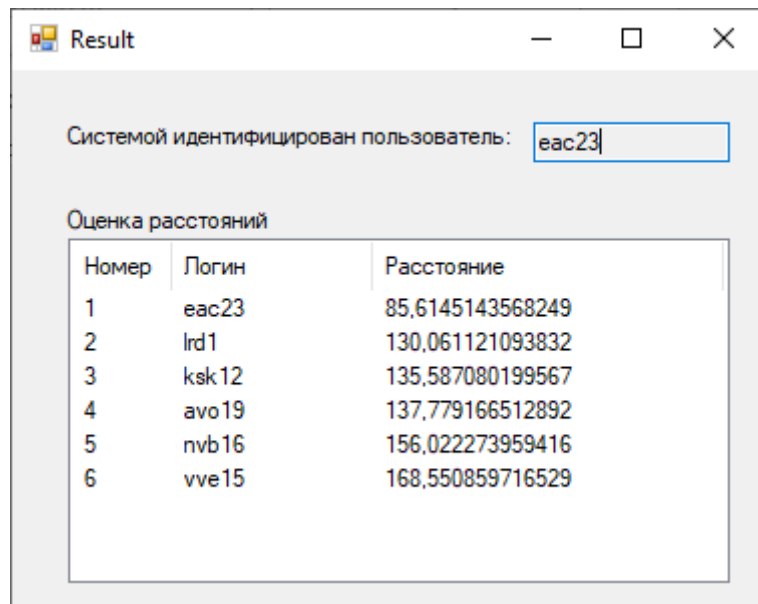 Result
Системой идентифицирован пользователь: eac23
Оценка расстояний
Номер Логин Расстояние
1 eac23 85,6145143568249
2 lrd1 130,061121093832
3 ksk12 135,587080199567
4 avo19 137,779166512892
5 nvb16 156,022273959416
6 vve15 168,550859716529